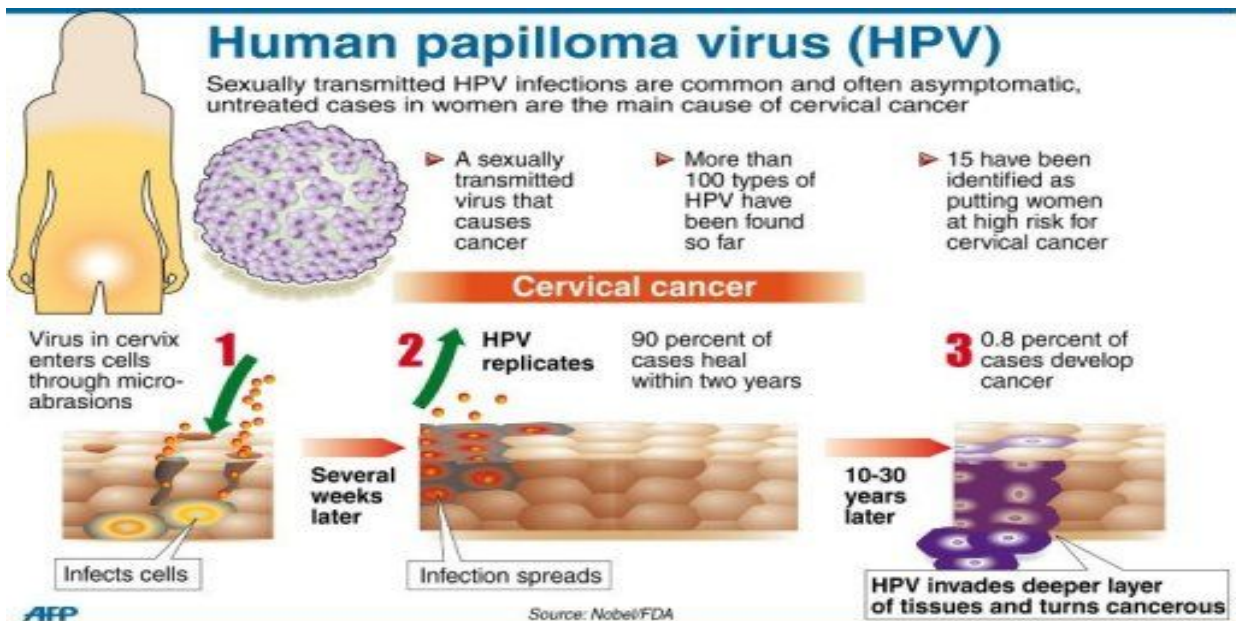 Human papilloma virus (HPV)
Sexually transmitted HPV infections are common and often asymptomatic,
untreated cases in women are the main cause of cervical cancer
A sexually
transmitted
virus that
causes
cancer
More than
100 types of
HPV have
been found
so far
15 have been
identified as
putting women
at high risk for
cervical cancer
Cervical cancer
Virus in cervix
enters cells
through micro-
abrasions
1
Infects cells
Several
weeks
later
2
HPV
replicates
90 percent of
cases heal
within two years
Infection spreads
10-30
years
later
3
0.8 percent of
cases develop
cancer
HPV invades deeper layer
of tissues and turns cancerous
AFP
Source: Nobel/FDA